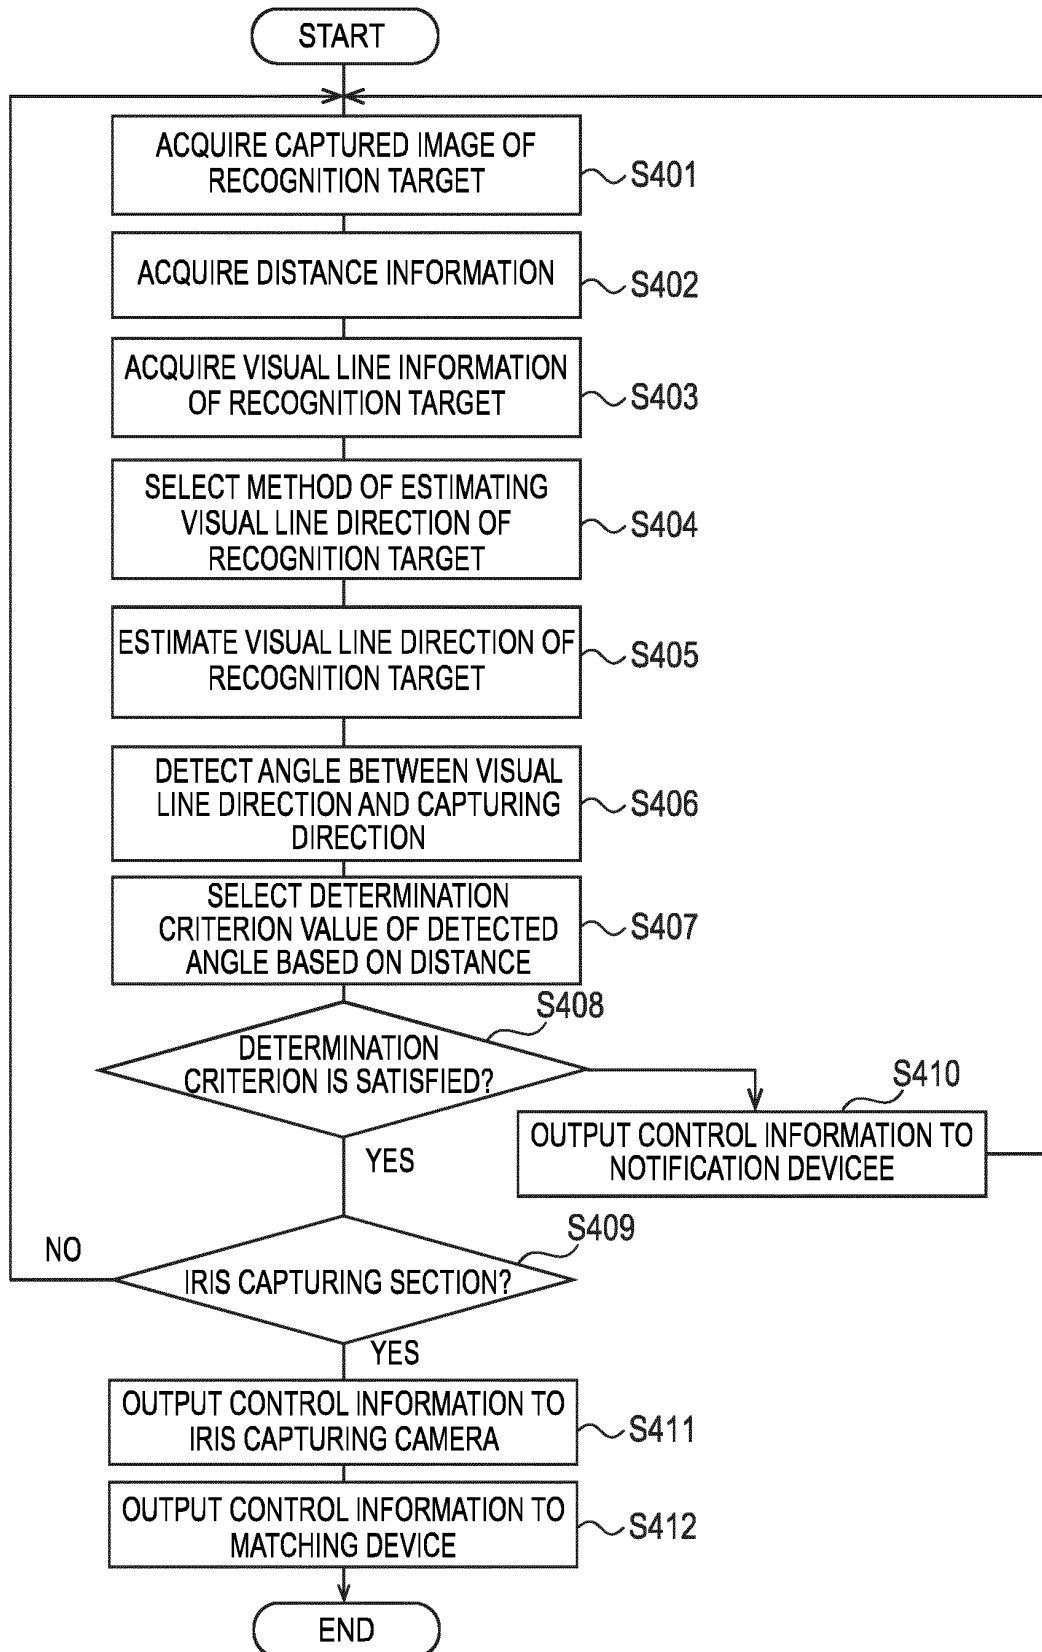 START
ACQUIRE CAPTURED IMAGE OF
RECOGNITION TARGET
S401
ACQUIRE DISTANCE INFORMATION
S402
ACQUIRE VISUAL LINE INFORMATION
OF RECOGNITION TARGET
S403
SELECT METHOD OF ESTIMATING
VISUAL LINE DIRECTION OF
RECOGNITION TARGET
S404
ESTIMATE VISUAL LINE DIRECTION OF
RECOGNITION TARGET
S405
DETECT ANGLE BETWEEN VISUAL
LINE DIRECTION AND CAPTURING
DIRECTION
S406
SELECT DETERMINATION
CRITERION VALUE OF DETECTED
ANGLE BASED ON DISTANCE
S407
S408
DETERMINATION
CRITERION IS SATISFIED?
S410
OUTPUT CONTROL INFORMATION TO
NOTIFICATION DEVICEE
YES
S409
NO
IRIS CAPTURING SECTION?
YES
OUTPUT CONTROL INFORMATION TO
IRIS CAPTURING CAMERA
S411
OUTPUT CONTROL INFORMATION TO
MATCHING DEVICE
S412
END